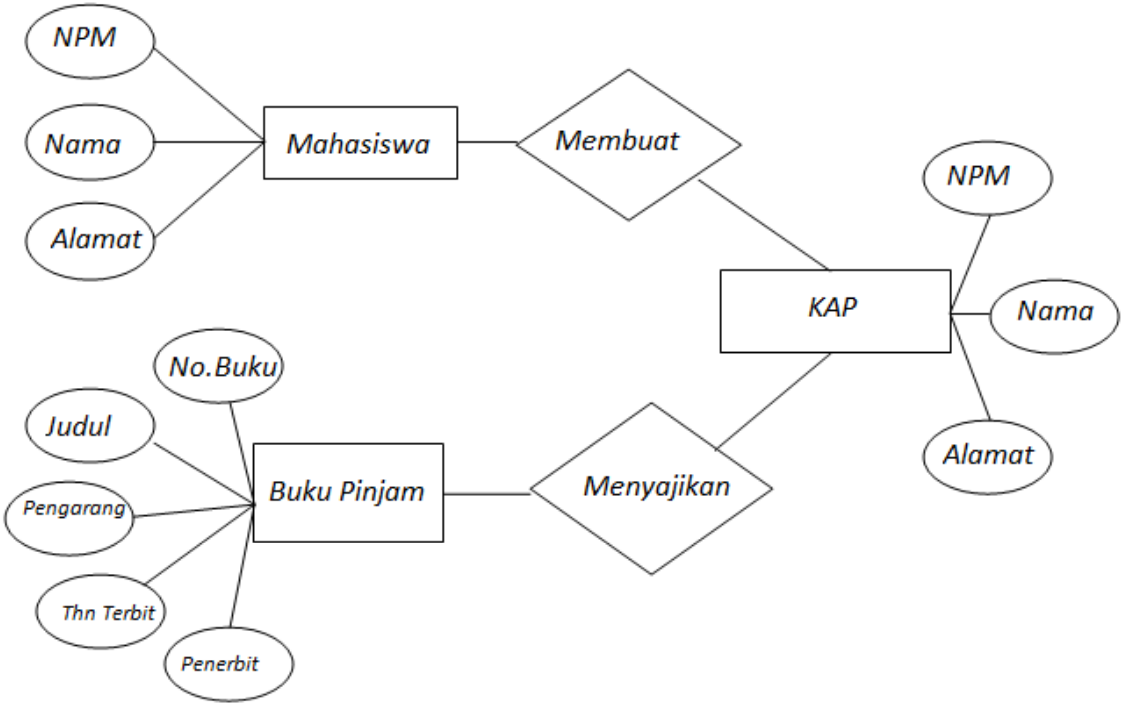 NPM
Nama
Mahasiswa
Membuat
Alamat
NPM
KAP
Nama
Alamat
No.Buku
Judul
Pengarang
Buku Pinjam
Menyajikan
Thn Terbit
Penerbit